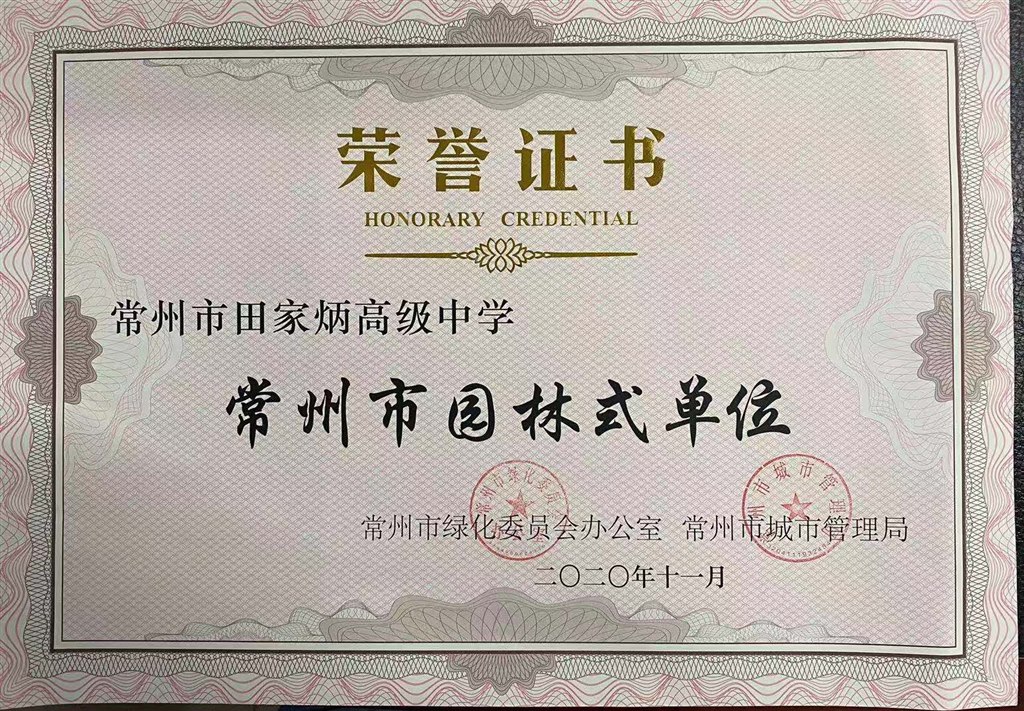 荣誉证书
HONORARY CREDENTIAL
常州市田家炳高级中学
常州市园林式单位
常州市绿化委员会办公室 常州市城市管理局
二〇二〇年十一月